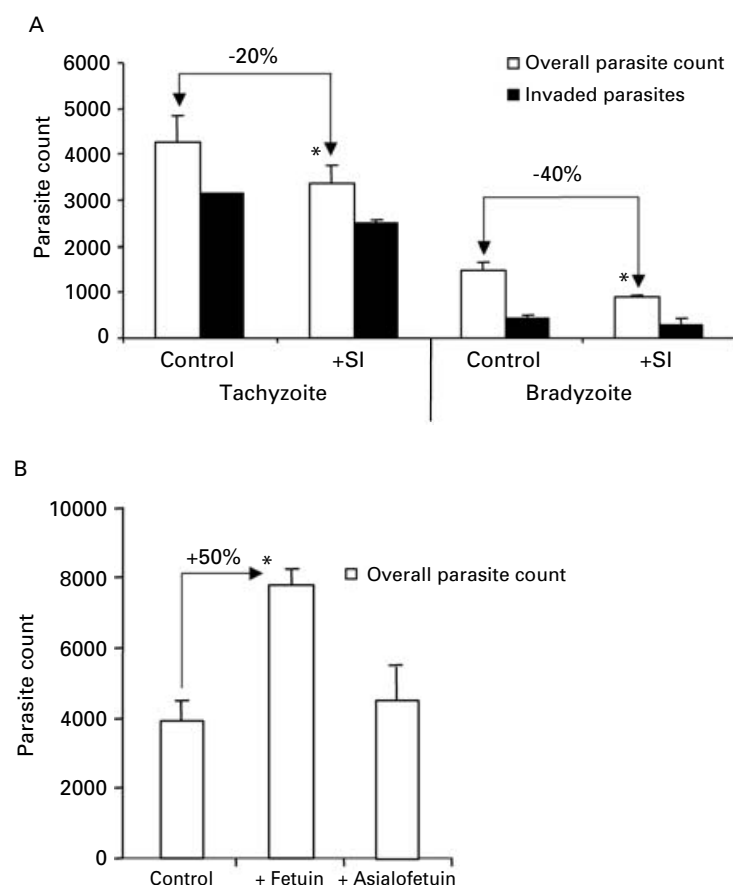 A
-20%
Overall parasite count
Invaded parasites
6000
5000
4000
3000
2000
1000
0
Parasite count
*
-40%
*
Control +SI Control +SI
Tachyzoite Bradyzoite
B
10000
8000
6000
4000
2000
0
Parasite count
+50% *
Overall parasite count
Control + Fetuin + Asialofetuin